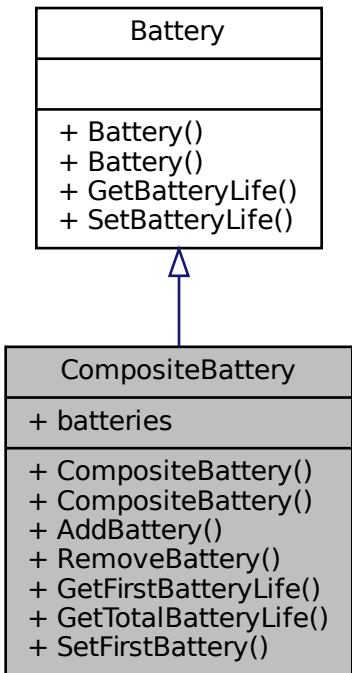 Battery
+ Battery()
+ Battery()
+ GetBatteryLife()
+ SetBatteryLife()
CompositeBattery
+ batteries
+ CompositeBattery()
+ CompositeBattery()
+ AddBattery()
+ RemoveBattery()
+ GetFirstBatteryLife()
+ GetTotalBatteryLife()
+ SetFirstBattery()